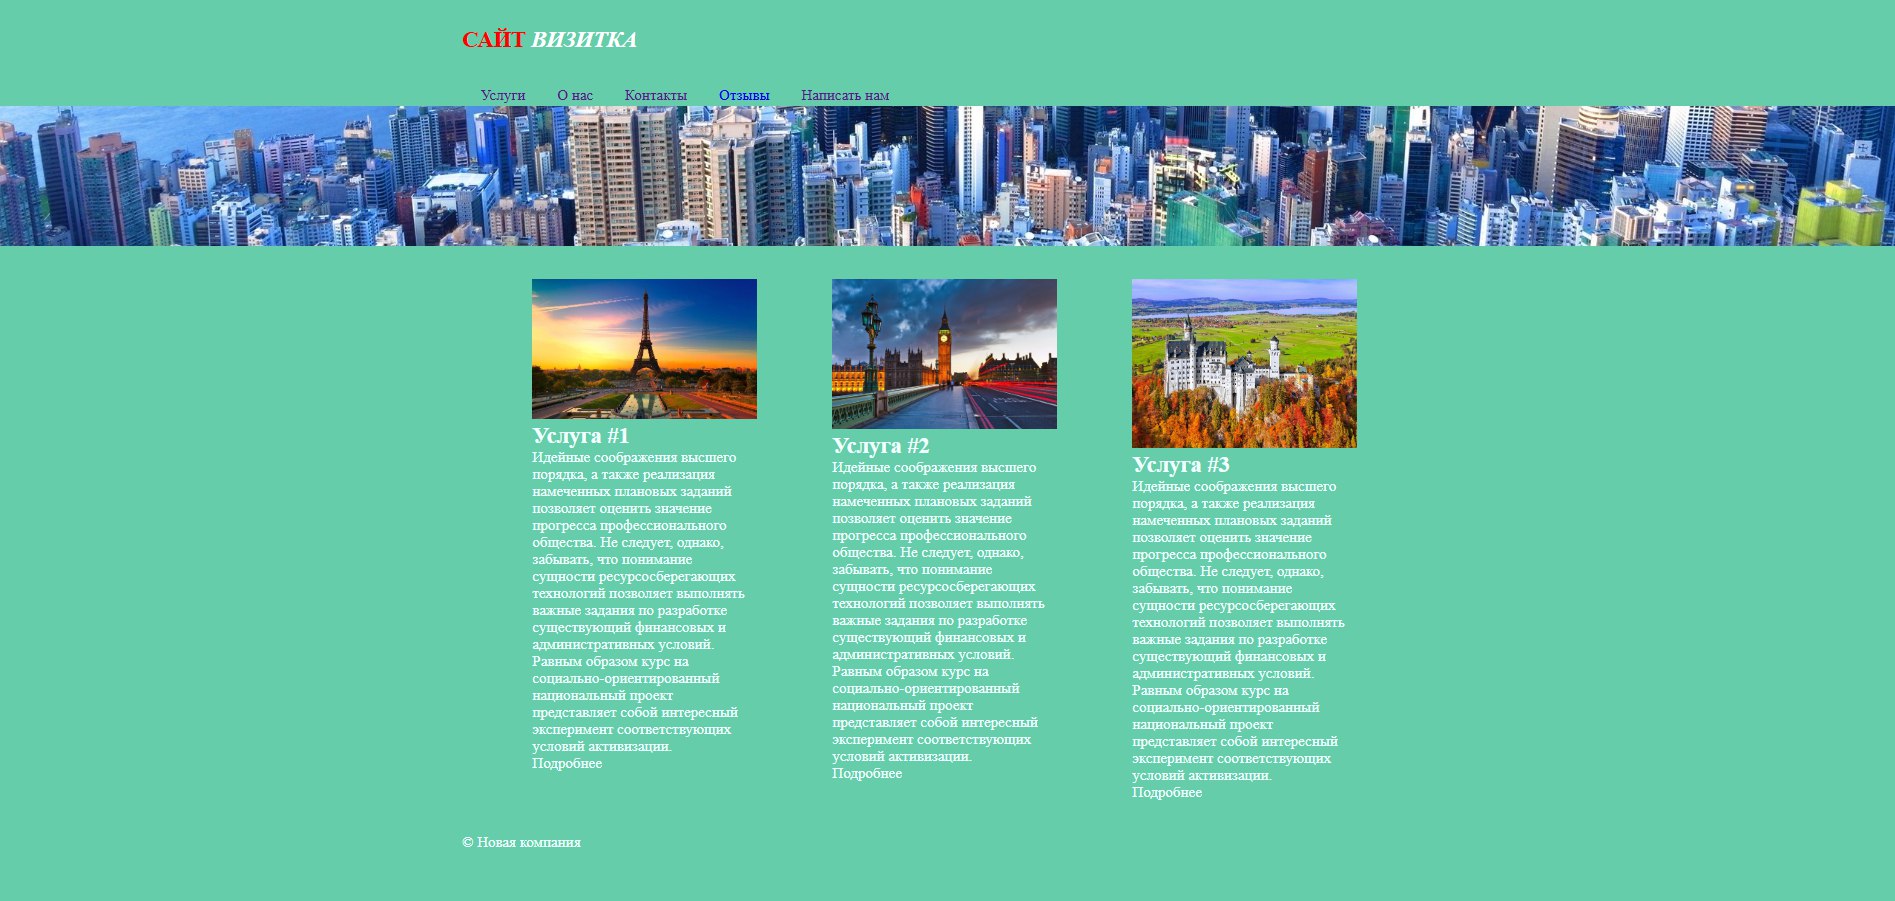 САЙТ ВИЗИТКА
Услуги О нас Контакты Отзывы Написать нам
Услуга #1
Идейные соображения высшего
порядка, а также реализация
намеченных плановых заданий
позволяет оценить значение
прогресса профессионального
общества. Не следует, однако,
забывать, что понимание
сущности ресурсосберегающих
технологий позволяет выполнять
важные задания по разработке
существующий финансовых и
административных условий.
Равным образом курс на
социально-ориентированный
национальный проект
представляет собой интересный
эксперимент соответствующих
условий активизации.
Подробнее
Услуга #2
Идейные соображения высшего
порядка, а также реализация
намеченных плановых заданий
позволяет оценить значение
прогресса профессионального
общества. Не следует, однако,
забывать, что понимание
сущности ресурсосберегающих
технологий позволяет выполнять
важные задания по разработке
существующий финансовых и
административных условий.
Равным образом курс на
социально-ориентированный
национальный проект
представляет собой интересный
эксперимент соответствующих
условий активизации.
Подробнее
Услуга #3
Идейные соображения высшего
порядка, а также реализация
намеченных плановых заданий
позволяет оценить значение
прогресса профессионального
общества. Не следует, однако,
забывать, что понимание
сущности ресурсосберегающих
технологий позволяет выполнять
важные задания по разработке
существующий финансовых и
административных условий.
Равным образом курс на
социально-ориентированный
национальный проект
представляет собой интересный
эксперимент соответствующих
условий активизации.
Подробнее
© Новая компания